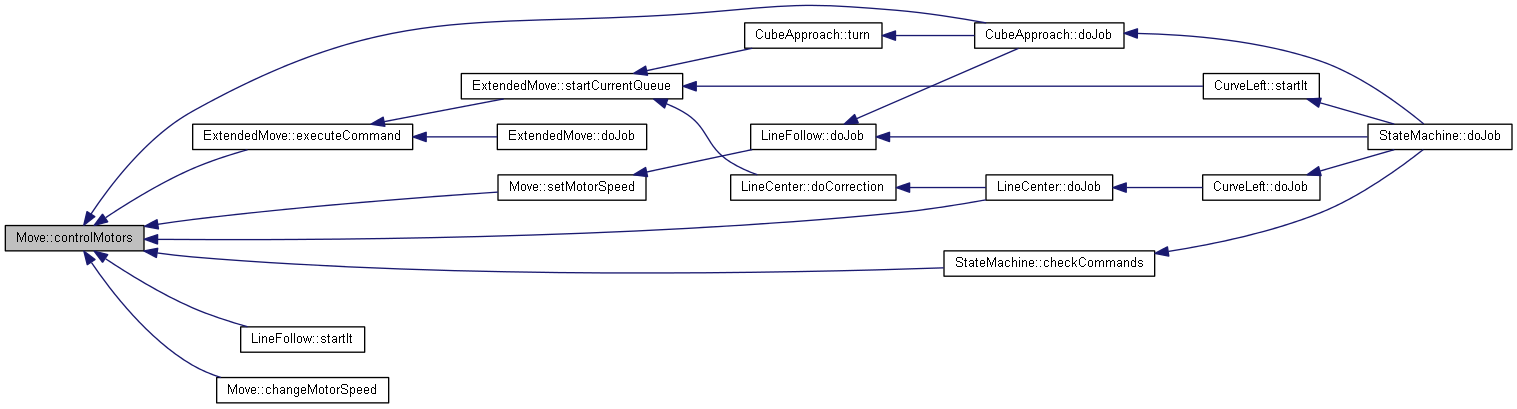 CubeApproach::turn
CubeApproach::doJob
ExtendedMove::startCurrentQueue
CurveLeft::startIt
ExtendedMove::executeCommand
ExtendedMove::doJob
LineFollow::doJob
StateMachine::doJob
Move::setMotorSpeed
LineCenter::doCorrection
LineCenter::doJob
CurveLeft::doJob
Move::controlMotors
StateMachine::checkCommands
LineFollow::startIt
Move::changeMotorSpeed